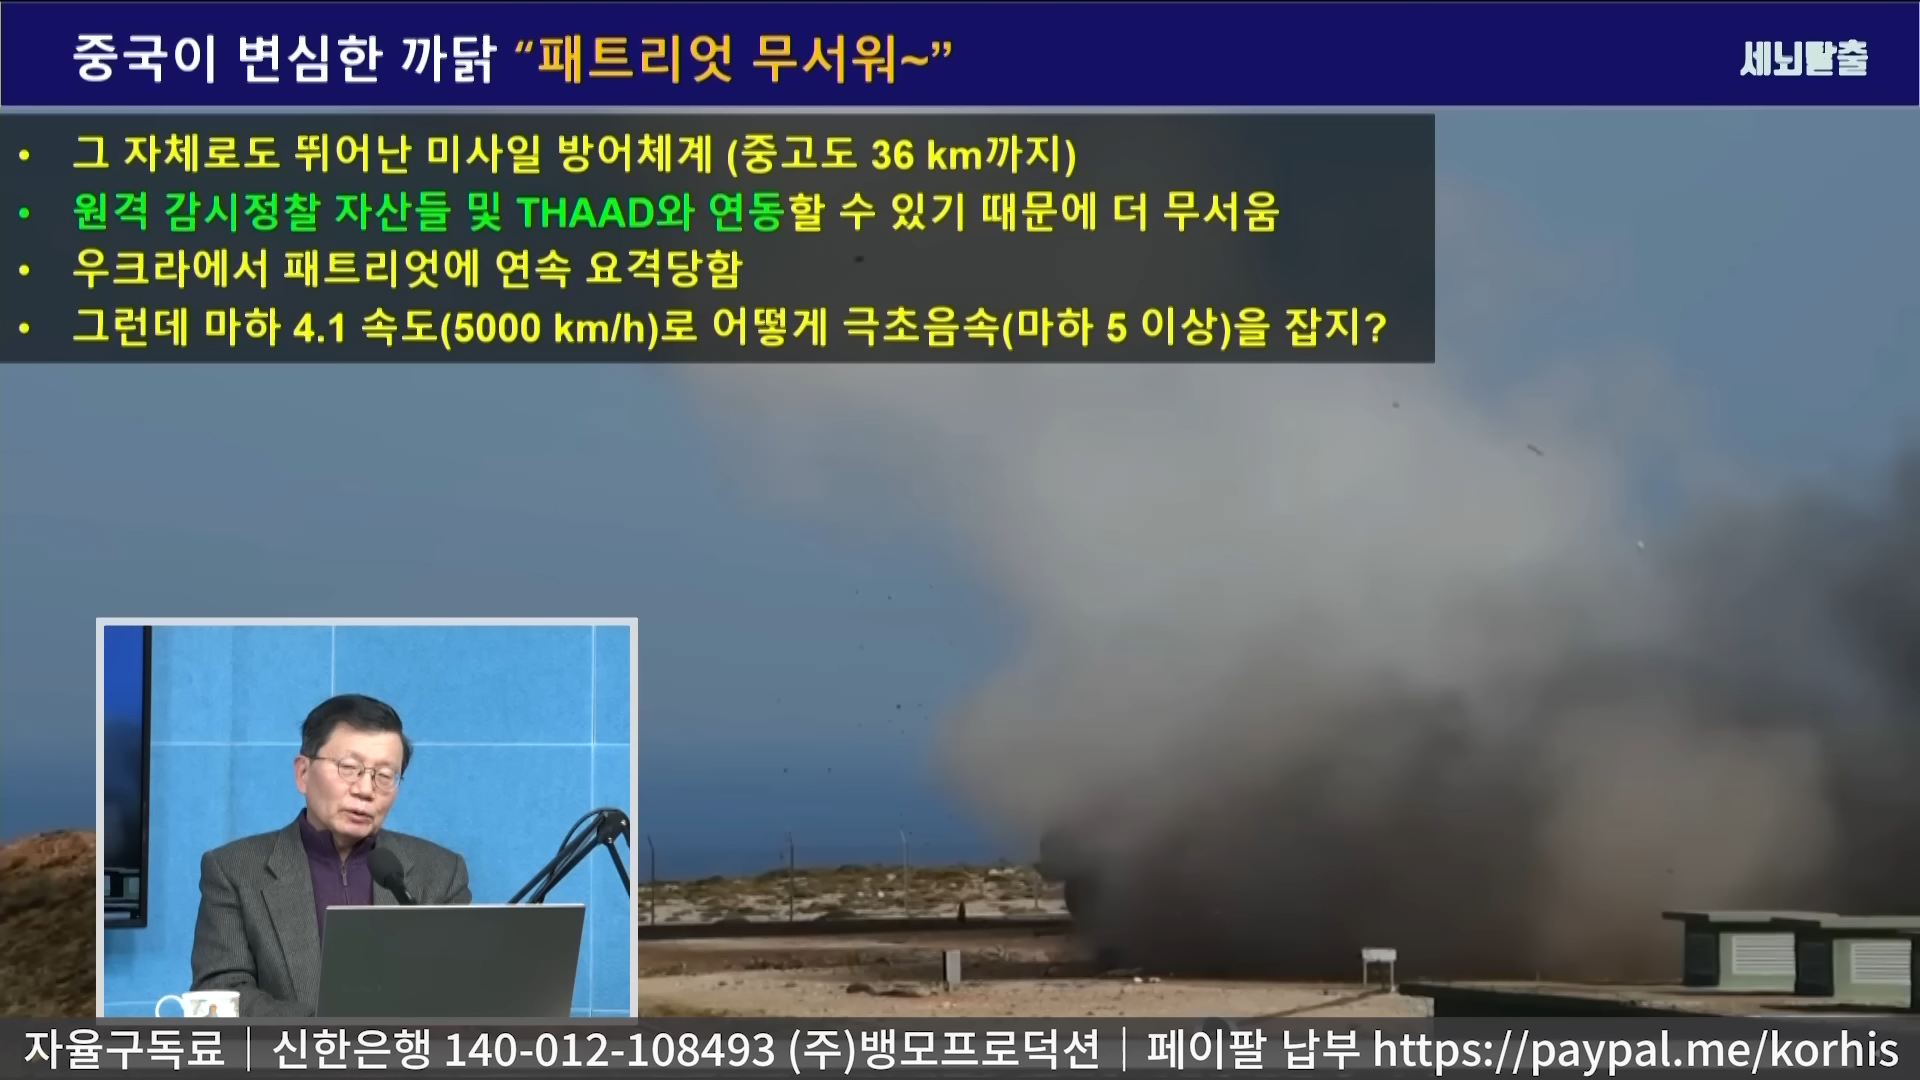 중국이 변심한 까닭 “패트리엇 무서워~”
세뇌탈출
• 그 자체로도 뛰어난 미사일 방어체계 (중고도 36 km까지)
• 원격 감시정찰 자산들 및 THAAD와 연동할 수 있기 때문에 더 무서움
• 우크라에서 패트리엇에 연속 요격당함
• 그런데 마하 4.1 속도(5000 km/h)로 어떻게 극초음속(마하 5 이상)을 잡지?
자율구독료｜신한은행 140-012-108493 (주)뱅모프로덕션｜페이팔 납부 https://paypal.me/korhis